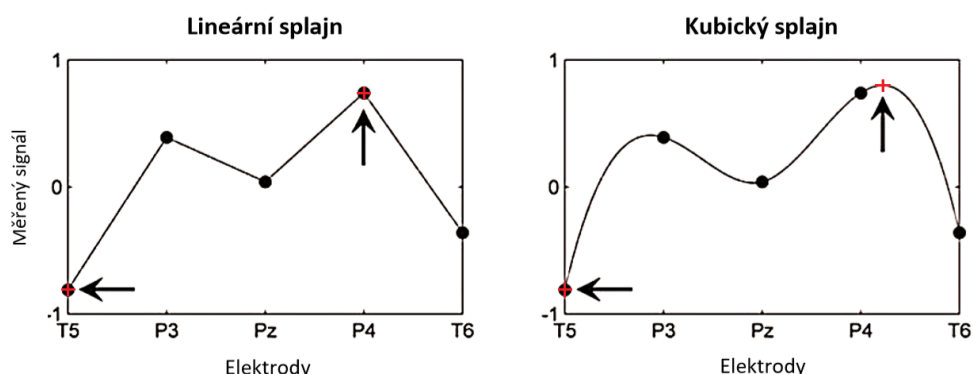 Lineární splajn
Kubický splajn
Měřený signál
1
0
-1
T5 P3 Pz P4 T6
Elektrody
1
0
-1
T5 P3 Pz P4 T6
Elektrody